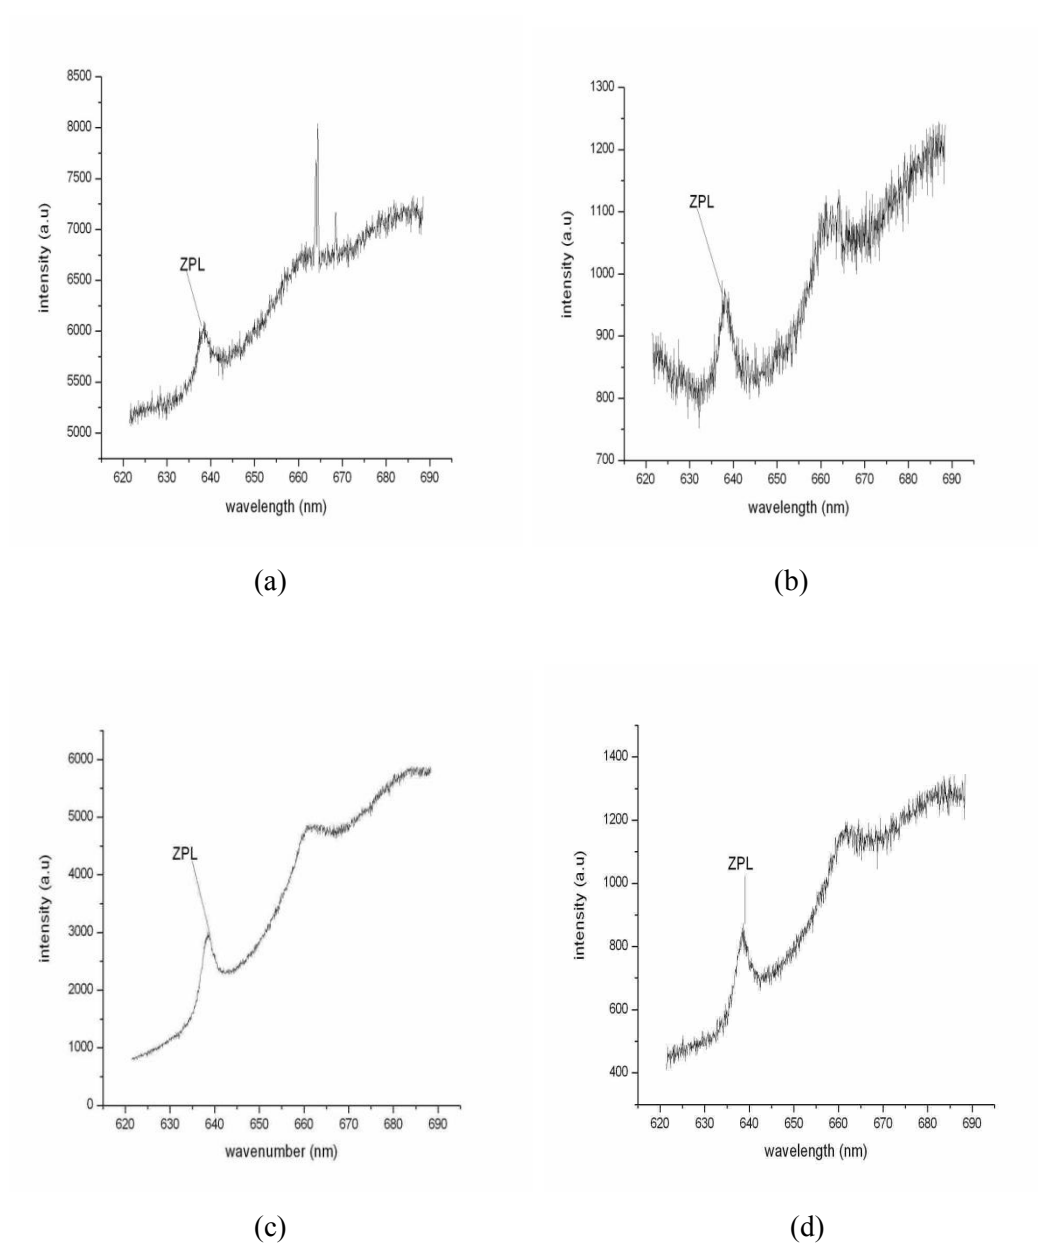 8500
8000
7500
7000
6500
6000
5500
5000
intensity (a.u)
ZPL
620 630 640 650 660 670 680 690
wavelength (nm)
(a)
1300
1200
1100
1000
900
800
700
intensity (a.u)
ZPL
620 630 640 650 660 670 680 690
wavelength (nm)
(b)
6000
5000
4000
3000
2000
1000
0
intensity (a.u)
ZPL
620 630 640 650 660 670 680 690
wavenumber (nm)
(c)
1400
1200
1000
800
600
400
intensity (a.u)
ZPL
620 630 640 650 660 670 680 690
wavelength (nm)
(d)